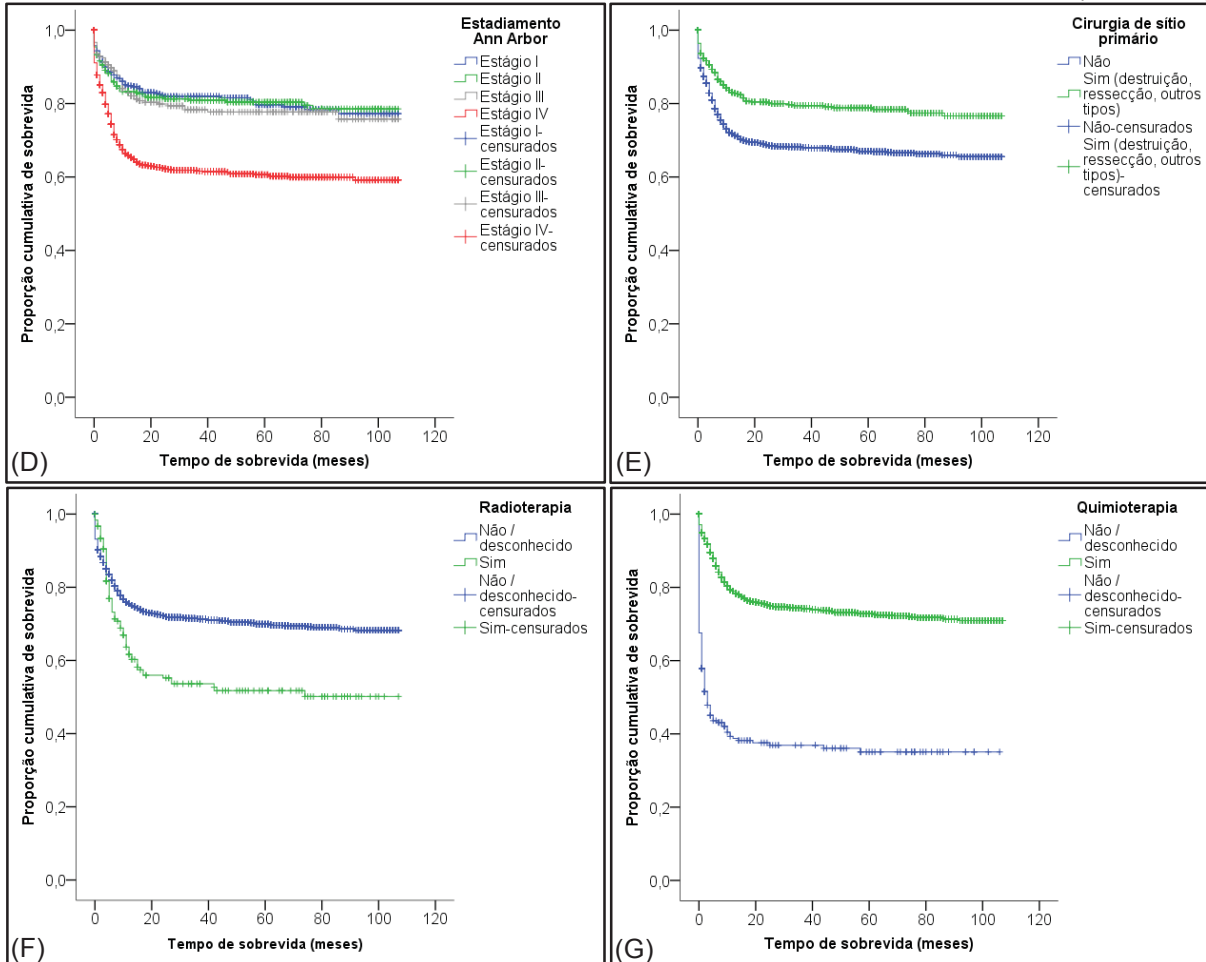 Estadiamento
Ann Arbor
Estágio I
Estágio II
Estágio III
Estágio IV
Estágio I-
censurados
Estágio II-
censurados
Estágio III-
censurados
Estágio IV-
censurados
Proporção cumulativa de sobrevida
1,0
0,8
0,6
0,4
0,2
0,0
0 20 40 60 80 100 120
Tempo de sobrevida (meses)
(D)
Cirurgia de sítio
primário
Não
Sim (destruição,
ressecção, outros
tipos)
Não-censurados
Sim (destruição,
ressecção, outros
tipos)-
censurados
Proporção cumulativa de sobrevida
1,0
0,8
0,6
0,4
0,2
0,0
0 20 40 60 80 100 120
Tempo de sobrevida (meses)
(E)
Radioterapia
Não /
desconhecido
Sim
Não /
desconhecido-
censurados
Sim-censurados
Proporção cumulativa de sobrevida
1,0
0,8
0,6
0,4
0,2
0,0
0 20 40 60 80 100 120
Tempo de sobrevida (meses)
(F)
Quimioterapia
Não /
desconhecido
Sim
Não /
desconhecido-
censurados
Sim-censurados
Proporção cumulativa de sobrevida
1,0
0,8
0,6
0,4
0,2
0,0
0 20 40 60 80 100 120
Tempo de sobrevida (meses)
(G)